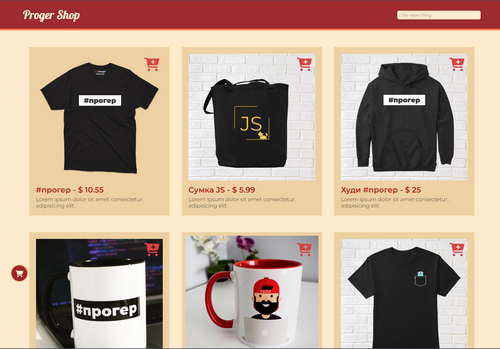 Proger Shop
#прогер
JS
#прогер
#прогер - $ 10.55
Lorem ipsum dolor sit amet consectetur,
adipisicing elit.
Сумка JS - $ 5.99
Lorem ipsum dolor sit amet consectetur,
adipisicing elit.
Худи #прогер - $ 25
Lorem ipsum dolor sit amet consectetur,
adipisicing elit.
#прогер